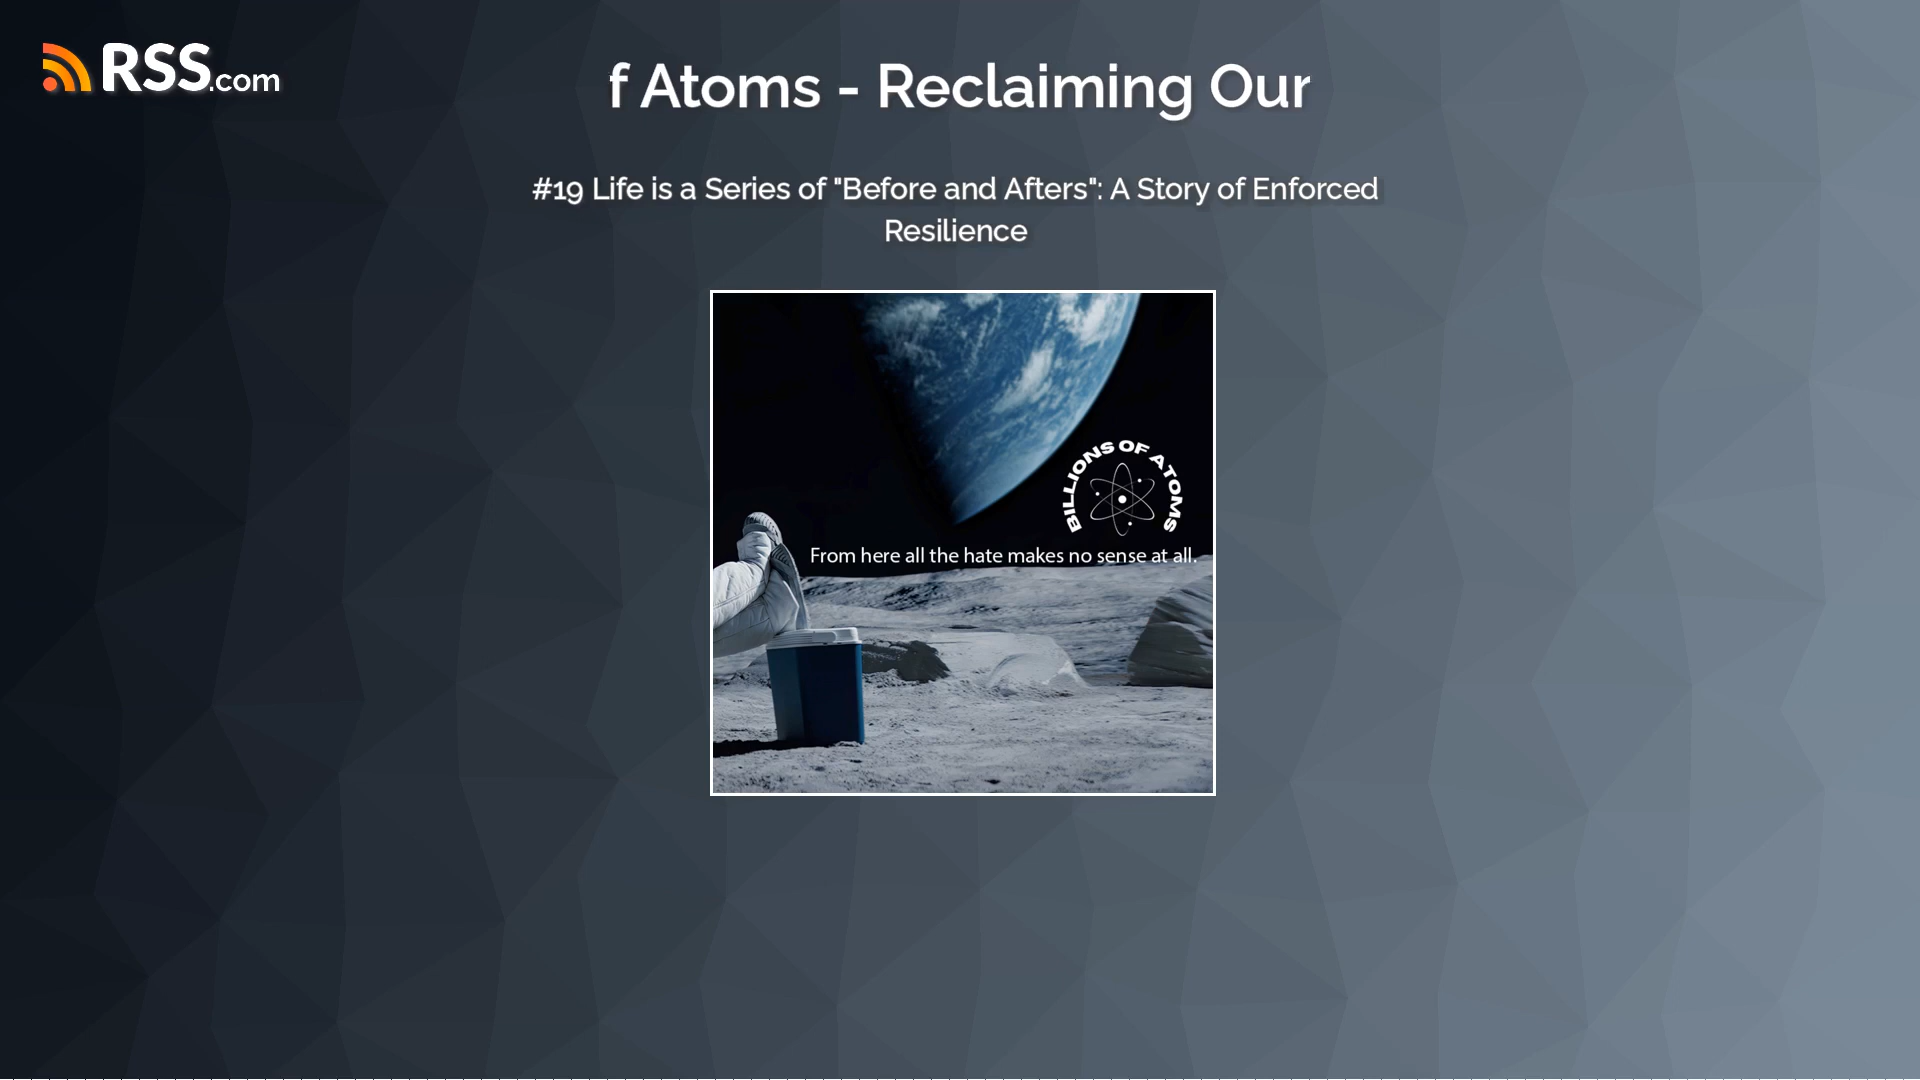 RSS.com
f Atoms - Reclaiming Our
#19 Life is a Series of "Before and Afters": A Story of Enforced
Resilience
BILLIONS OF ATOMS
From here all the hate makes no sense at all.